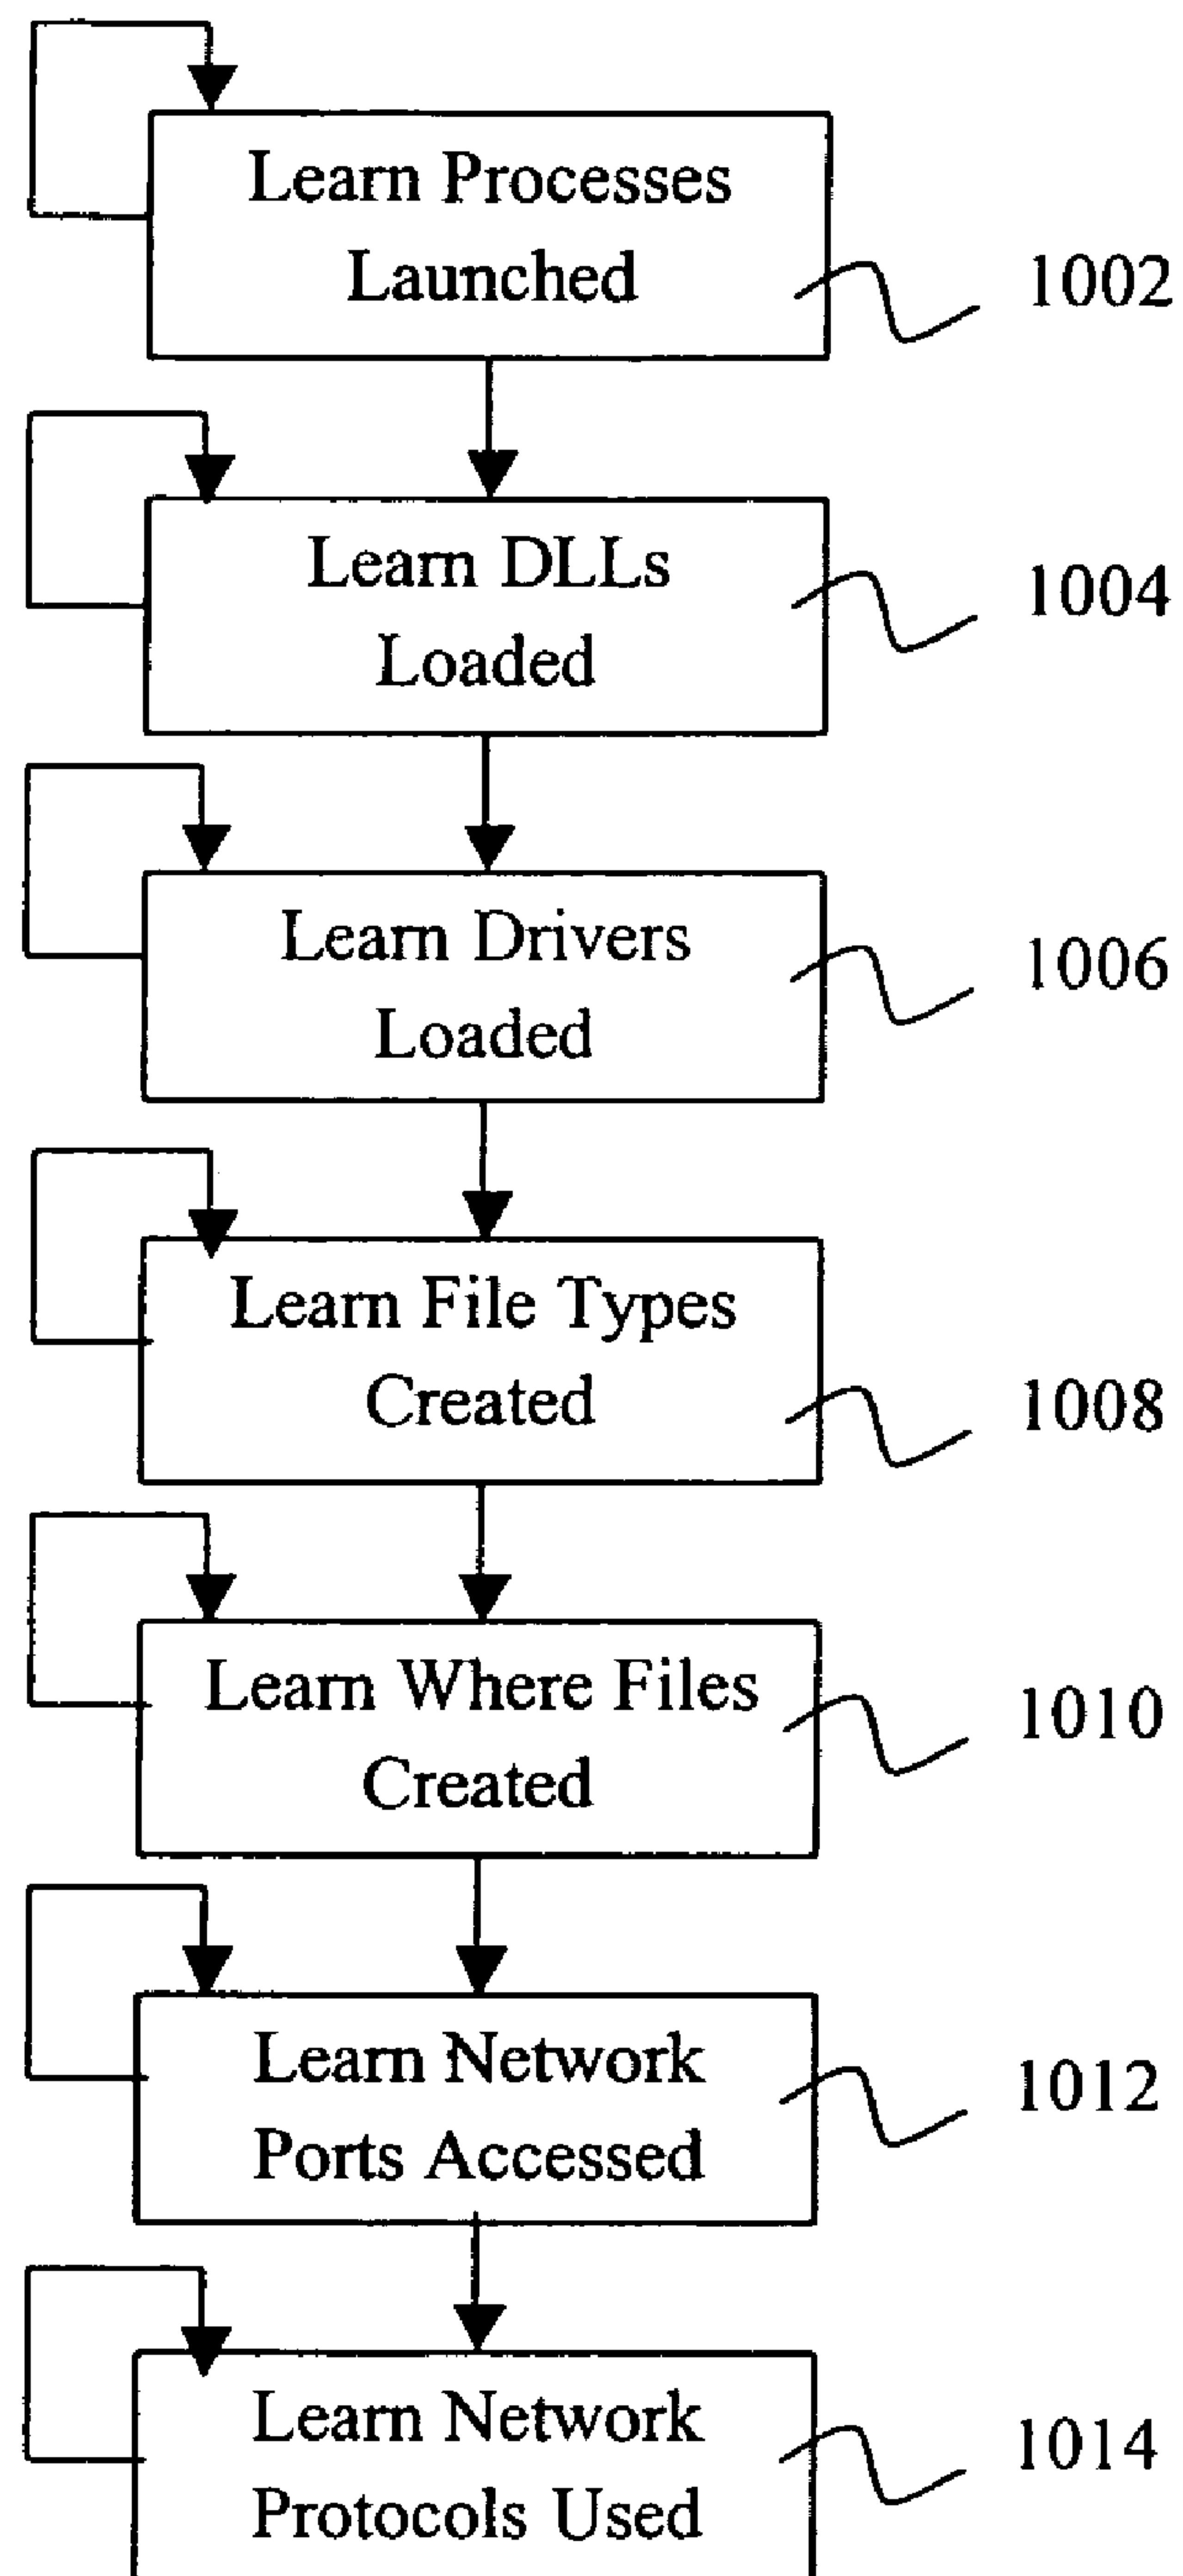 Learn Processes
Launched
1002
Learn DLLs
Loaded
1004
Learn Drivers
Loaded
1006
Learn File Types
Created
1008
Learn Where Files
Created
1010
Learn Network
Ports Accessed
1012
Learn Network
Protocols Used
1014